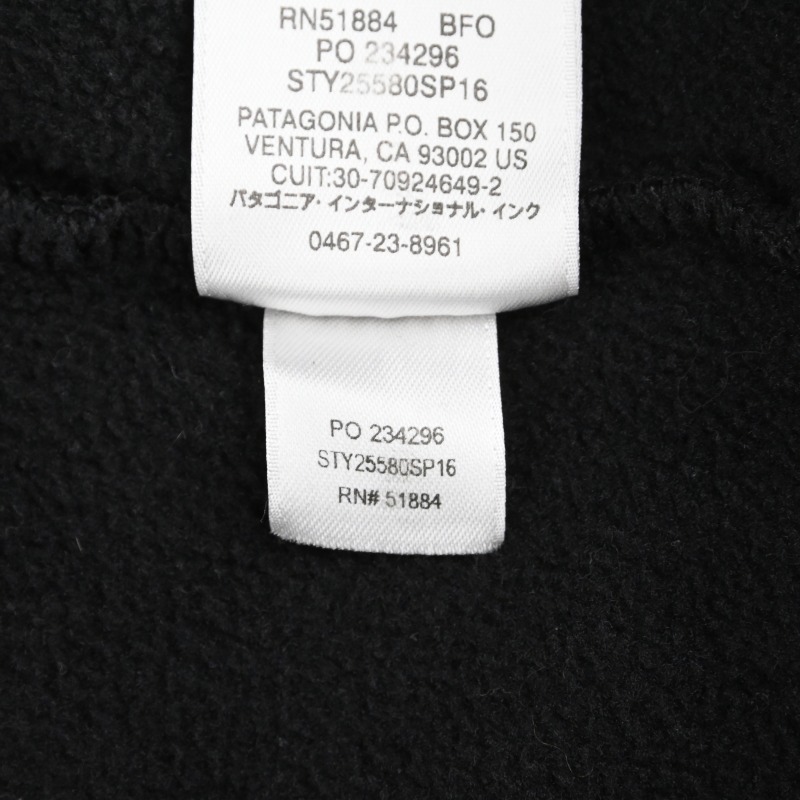 RN51884 BFO
PO 234296
STY25580SP16
PATAGONIA P.O. BOX 150
VENTURA, CA 93002 US
CUIT:30-70924649-2
パタゴニア・インターナショナル・インク
0467-23-8961
PO 234296
STY25580SP16
RN# 51884